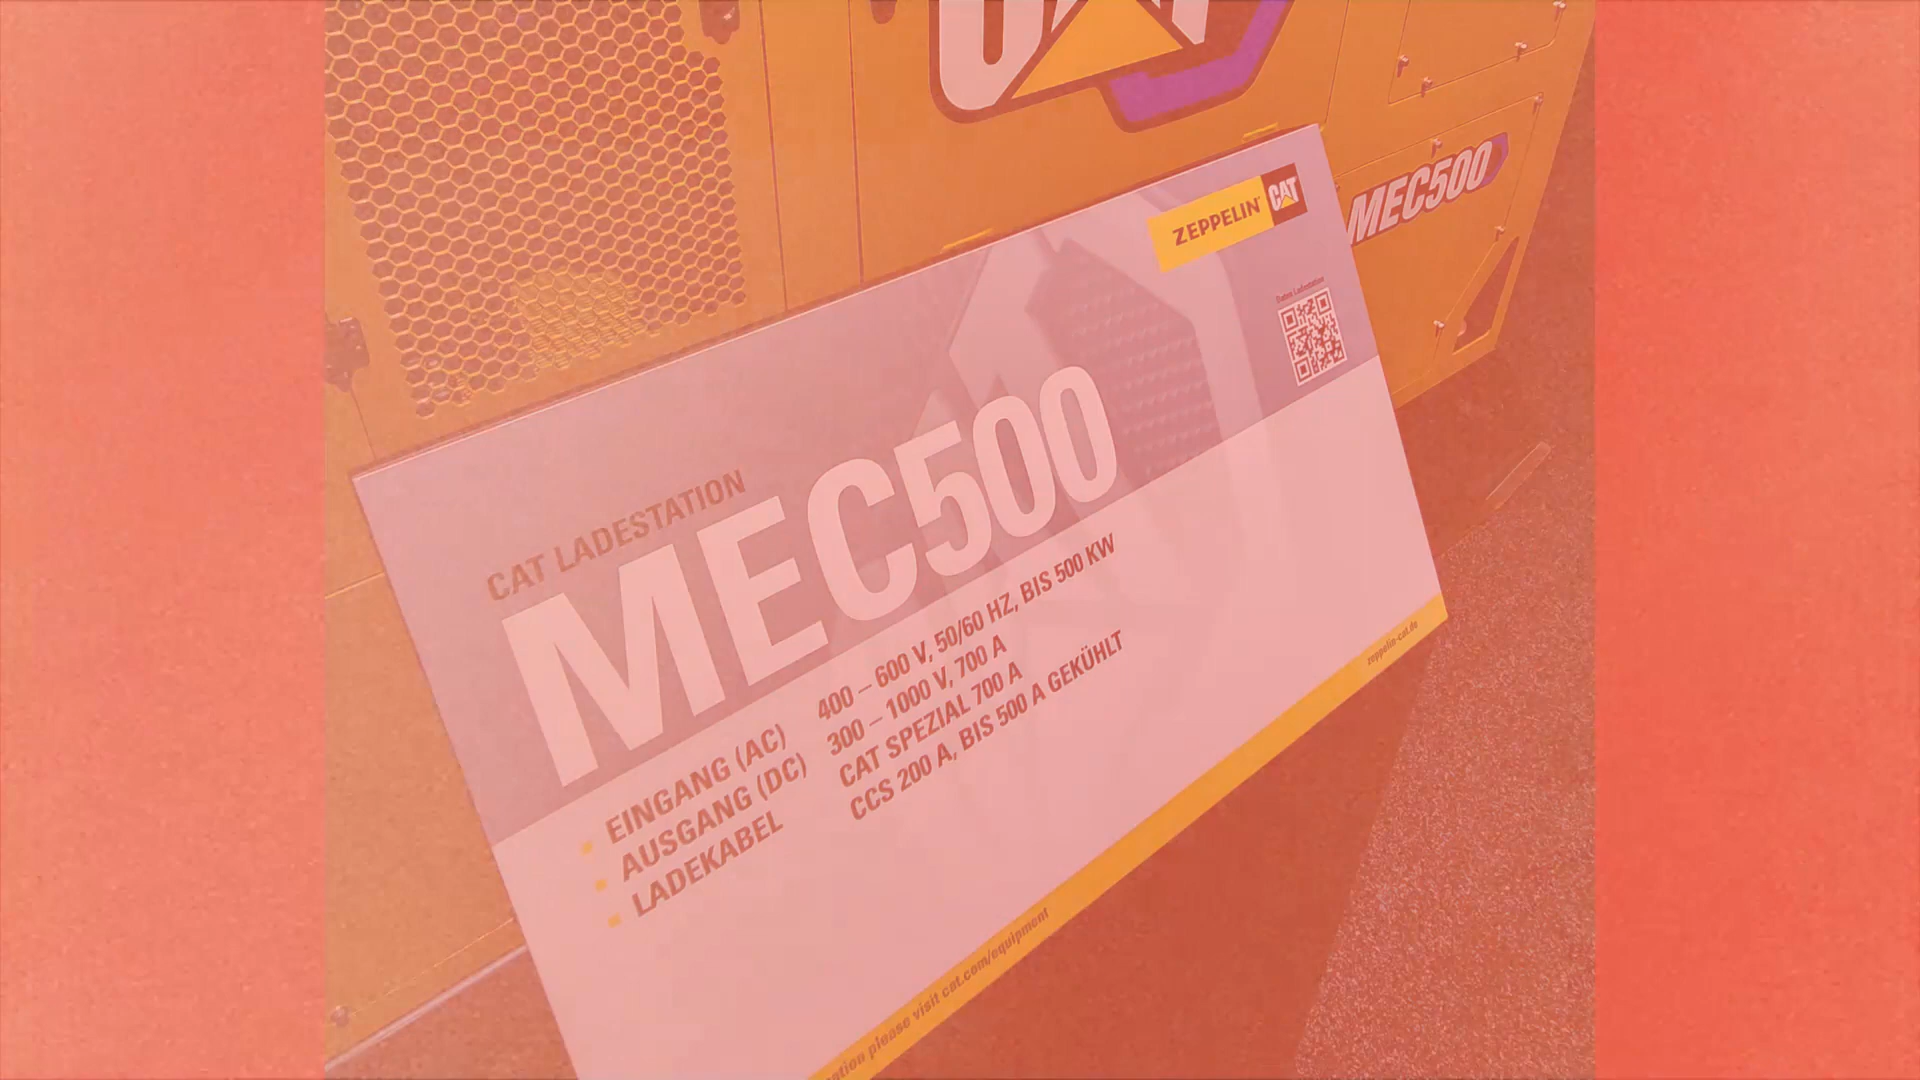 CAT
MEC500
ZEPPELIN CAT
Daten Ladestation
CAT LADESTATION
MEC500
EINGANG (AC) 400 – 600 V, 50/60 HZ, BIS 500 KW
AUSGANG (DC) 300 – 1000 V, 700 A
LADEKABEL CAT SPEZIAL 700 A
CCS 200 A, BIS 500 A GEKÜHLT
please visit cat.com/equipment
zeppelin-cat.de